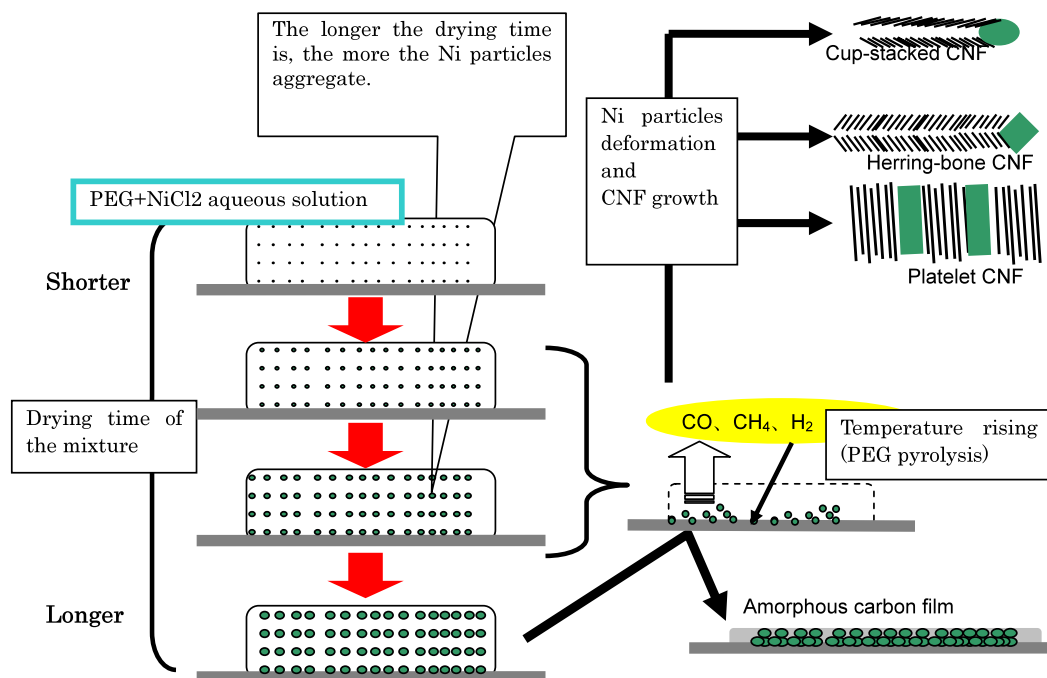 The longer the drying time
is, the more the Ni particles
aggregate.
PEG+NiCl2 aqueous solution
Shorter
Drying time of
the mixture
Longer
Ni particles
deformation
and
CNF growth
Cup-stacked CNF
Herring-bone CNF
Platelet CNF
CO、CH₄、H₂
Temperature rising
(PEG pyrolysis)
Amorphous carbon film